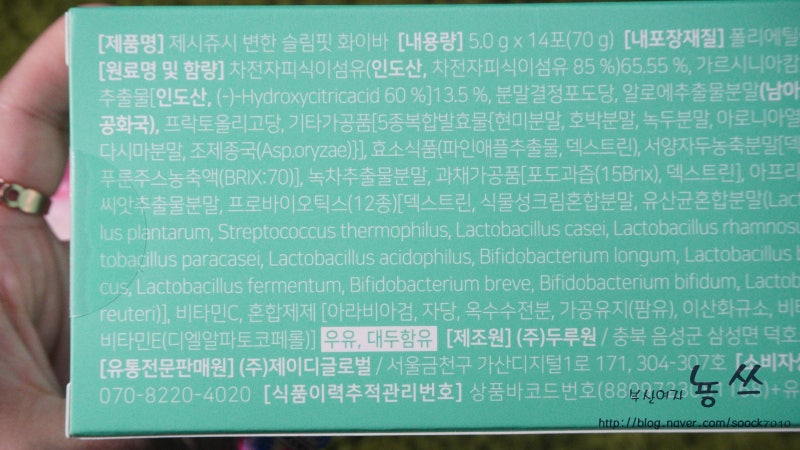 [제품명] 제시쥬시 변한 슬림핏 화이바 [내용량] 5.0 g x 14포(70 g) [내포장재질] 폴리에틸
[원료명 및 함량] 차전자피식이섬유(인도산, 차전자피식이섬유 85 %)65.55 %, 가르시니아캄
추출물[인도산, (-)-Hydroxycitricacid 60 %]13.5 %, 분말결정포도당, 알로에추출물분말(남아
공화국), 프락토올리고당, 기타가공품[5종복합발효물{현미분말, 호박분말, 녹두분말, 아로니아열
다시마분말, 조제종국(Asp.oryzae)}], 효소식품(파인애플추출물, 덱스트린), 서양자두농축분말[덱
푸룬주스농축액(BRIX:70)], 녹차추출물분말, 과채가공품[포도과즙(15Brix), 덱스트린], 아프리
씨앗추출물분말, 프로바이오틱스(12종)[덱스트린, 식물성크림혼합분말, 유산균혼합분말(Lact
lus plantarum, Streptococcus thermophilus, Lactobacillus casei, Lactobacillus rhamnosu
tobacillus paracasei, Lactobacillus acidophilus, Bifidobacterium longum, Lactobacillus b
cus, Lactobacillus fermentum, Bifidobacterium breve, Bifidobacterium bifidum, Lactob
reuteri)], 비타민C, 혼합제제 [아라비아검, 자당, 옥수수전분, 가공유지(팜유), 이산화규소, 비타
비타민E(디엘알파토코페롤)] 우유, 대두함유 [제조원] (주)두루원 / 충북 음성군 삼성면 덕호
[유통전문판매원] (주)제이디글로벌 / 서울금천구 가산디지털1로 171, 304-307호 [소비자상
070-8220-4020 [식품이력추적관리번호] 상품바코드번호(880 +유
부산여자 뇽쓰
http://blog.naver.com/soock7010